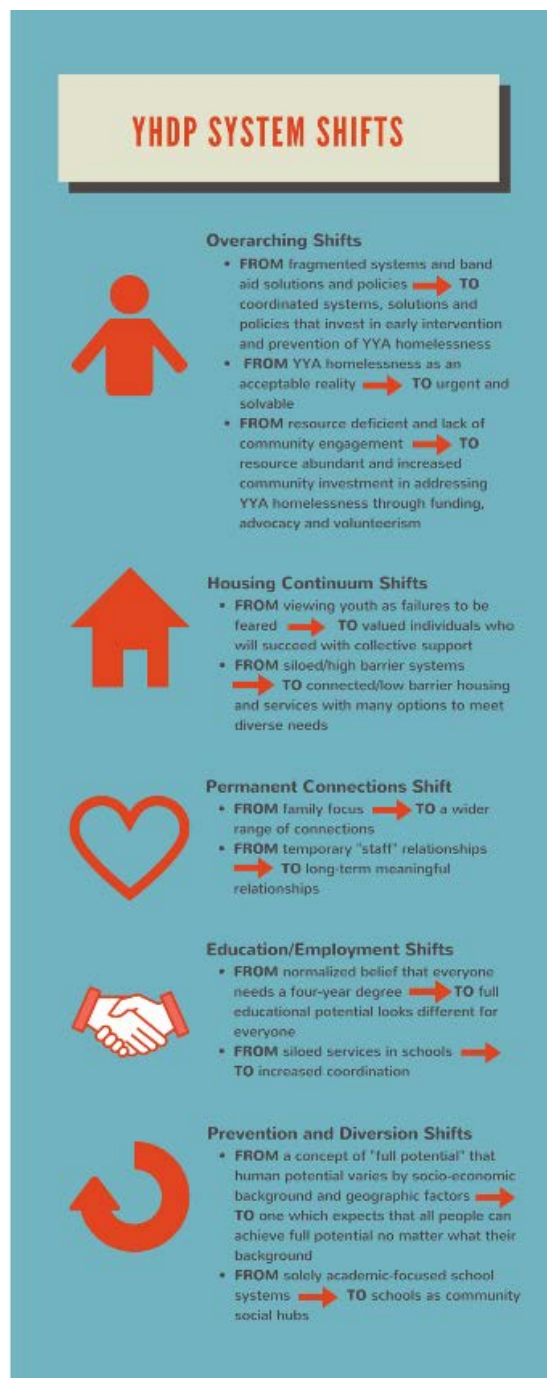 YHDP SYSTEM SHIFTS
Overarching Shifts
• FROM fragmented systems and band
aid solutions and policies TO
coordinated systems, solutions and
policies that invest in early intervention
and prevention of YYA homelessness
• FROM YYA homelessness as an
acceptable reality TO urgent and
solvable
• FROM resource deficient and lack of
community engagement TO
resource abundant and increased
community investment in addressing
YYA homelessness through funding,
advocacy and volunteerism
Housing Continuum Shifts
• FROM viewing youth as failures to be
feared TO valued individuals who
will succeed with collective support
• FROM siloed/high barrier systems
TO connected/low barrier housing
and services with many options to meet
diverse needs
Permanent Connections Shift
• FROM family focus TO a wider
range of connections
• FROM temporary "staff" relationships
TO long-term meaningful
relationships
Education/Employment Shifts
• FROM normalized belief that everyone
needs a four-year degree TO full
educational potential looks different for
everyone
• FROM siloed services in schools
TO increased coordination
Prevention and Diversion Shifts
• FROM a concept of "full potential" that
human potential varies by socio-economic
background and geographic factors
TO one which expects that all people can
achieve full potential no matter what their
background
• FROM solely academic-focused school
systems TO schools as community
social hubs